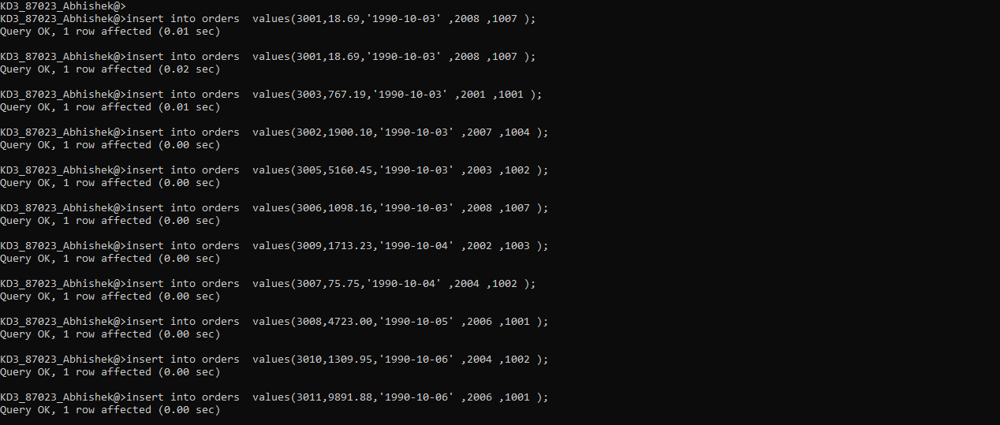 KD3_87023_Abhishek@>
KD3_87023_Abhishek@>insert into orders  values(3001,18.69,'1990-10-03' ,2008 ,1007 );
Query OK, 1 row affected (0.01 sec)

KD3_87023_Abhishek@>insert into orders  values(3001,18.69,'1990-10-03' ,2008 ,1007 );
Query OK, 1 row affected (0.02 sec)

KD3_87023_Abhishek@>insert into orders  values(3003,767.19,'1990-10-03' ,2001 ,1001 );
Query OK, 1 row affected (0.01 sec)

KD3_87023_Abhishek@>insert into orders  values(3002,1900.10,'1990-10-03' ,2007 ,1004 );
Query OK, 1 row affected (0.00 sec)

KD3_87023_Abhishek@>insert into orders  values(3005,5160.45,'1990-10-03' ,2003 ,1002 );
Query OK, 1 row affected (0.00 sec)

KD3_87023_Abhishek@>insert into orders  values(3006,1098.16,'1990-10-03' ,2008 ,1007 );
Query OK, 1 row affected (0.00 sec)

KD3_87023_Abhishek@>insert into orders  values(3009,1713.23,'1990-10-04' ,2002 ,1003 );
Query OK, 1 row affected (0.00 sec)

KD3_87023_Abhishek@>insert into orders  values(3007,75.75,'1990-10-04' ,2004 ,1002 );
Query OK, 1 row affected (0.00 sec)

KD3_87023_Abhishek@>insert into orders  values(3008,4723.00,'1990-10-05' ,2006 ,1001 );
Query OK, 1 row affected (0.00 sec)

KD3_87023_Abhishek@>insert into orders  values(3010,1309.95,'1990-10-06' ,2004 ,1002 );
Query OK, 1 row affected (0.00 sec)

KD3_87023_Abhishek@>insert into orders  values(3011,9891.88,'1990-10-06' ,2006 ,1001 );
Query OK, 1 row affected (0.00 sec)